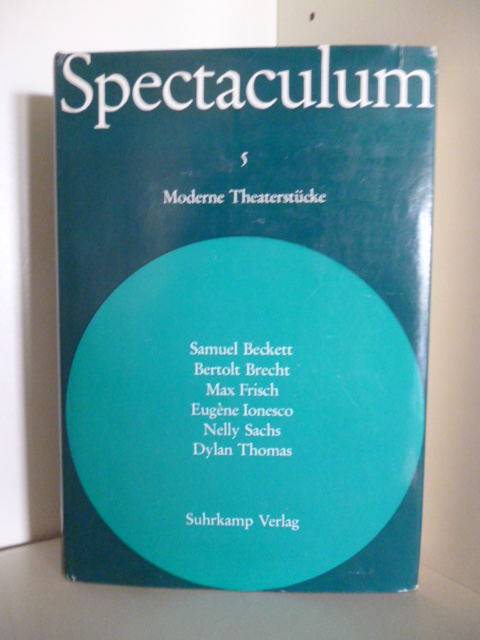 Spectaculum
5
Moderne Theaterstücke
Samuel Beckett
Bertolt Brecht
Max Frisch
Eugène Ionesco
Nelly Sachs
Dylan Thomas
Suhrkamp Verlag